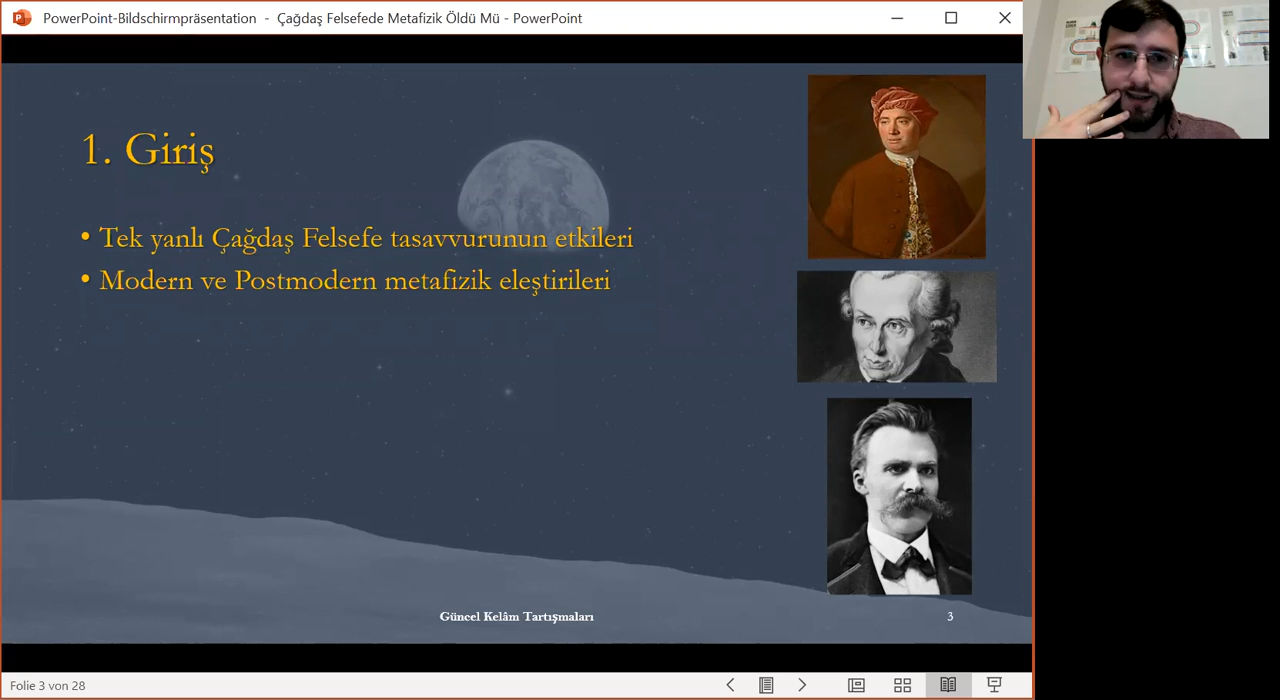 PowerPoint-Bildschirmpräsentation - Çağdaş Felsefede Metafizik Öldü Mü - PowerPoint
1. Giriş
• Tek yanlı Çağdaş Felsefe tasavvurunun etkileri
• Modern ve Postmodern metafizik eleştirileri
Güncel Kelâm Tartışmaları
3
Folie 3 von 28